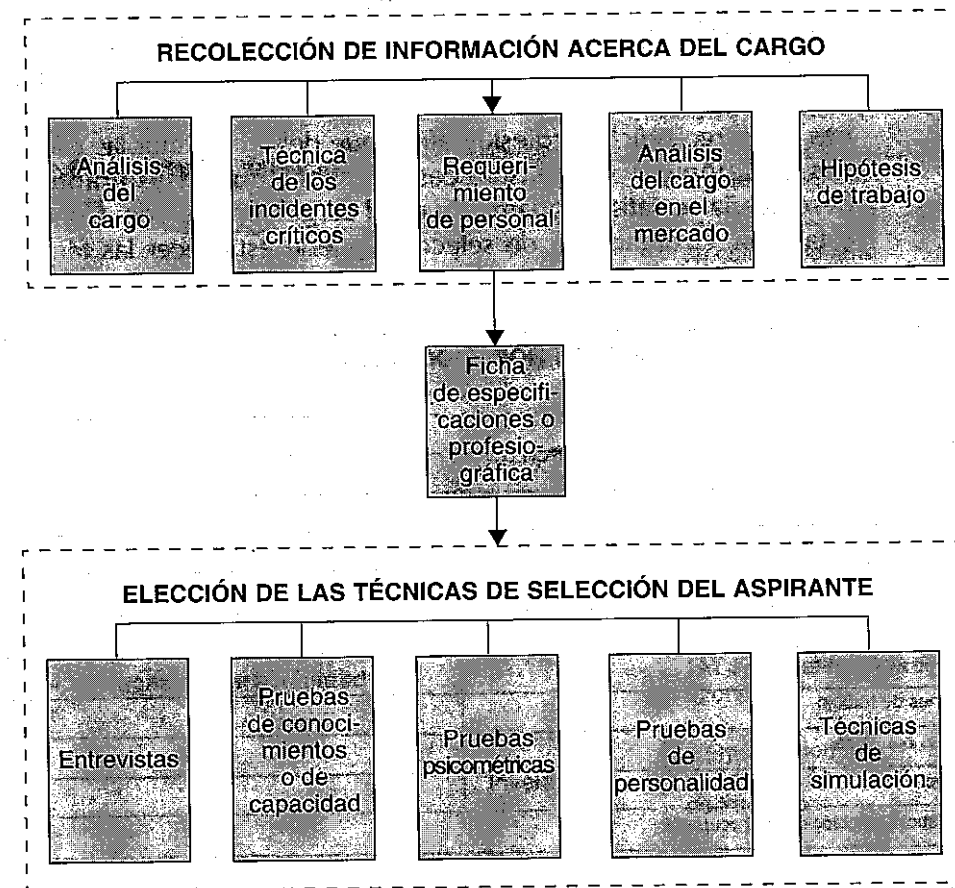 RECOLECCIÓN DE INFORMACIÓN ACERCA DEL CARGO
Análisis
del
cargo
Técnica
de los
incidentes
críticos
Requeri-
miento
de personal
Análisis
del cargo
en el
mercado
Hipótesis
de trabajo
Ficha
de especifi-
caciones o
profesio-
gráfica
ELECCIÓN DE LAS TÉCNICAS DE SELECCIÓN DEL ASPIRANTE
Entrevistas
Pruebas
de conoci-
mientos
o de
capacidad
Pruebas
psicométricas
Pruebas
de
personalidad
Técnicas
de
simulación